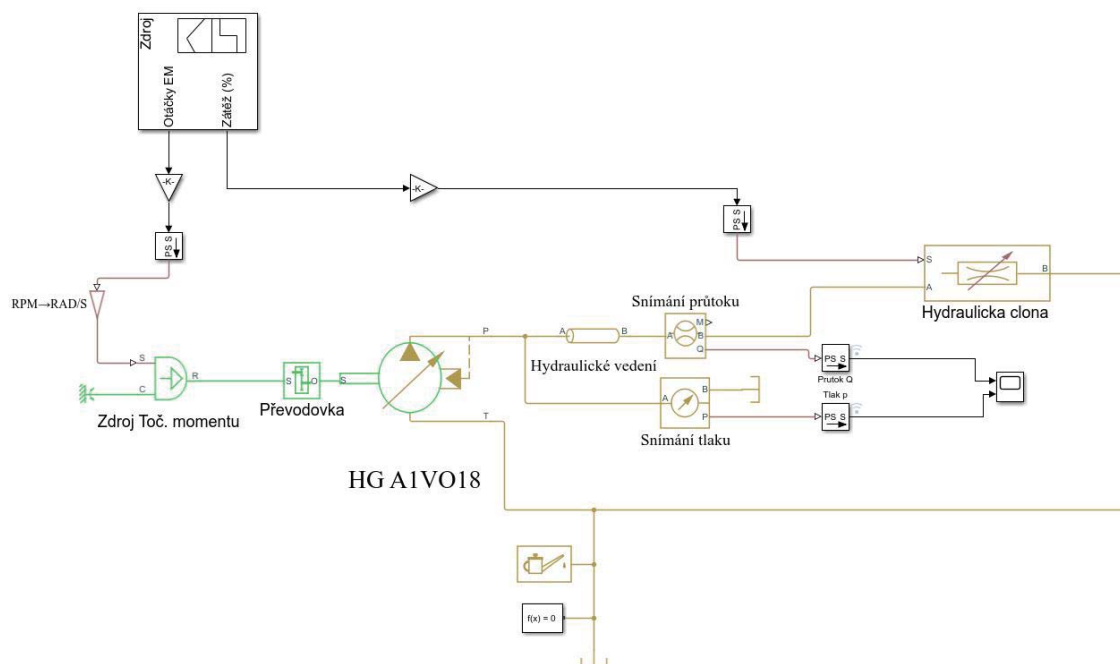 Zdroj
Otáčky EM
Zátěž (%)
-K-
-K-
PS S
PS S
RPM→RAD/S
S
C
R
Zdroj Toč. momentu
S
O
Převodovka
S
P
T
HG A1VO18
A
B
Hydraulické vedení
Snímání průtoku
A
M
B
Q
A
B
P
Snímání tlaku
PS S
Prutok Q
Tlak p
PS S
S
A
B
Hydraulicka clona
f(x) = 0